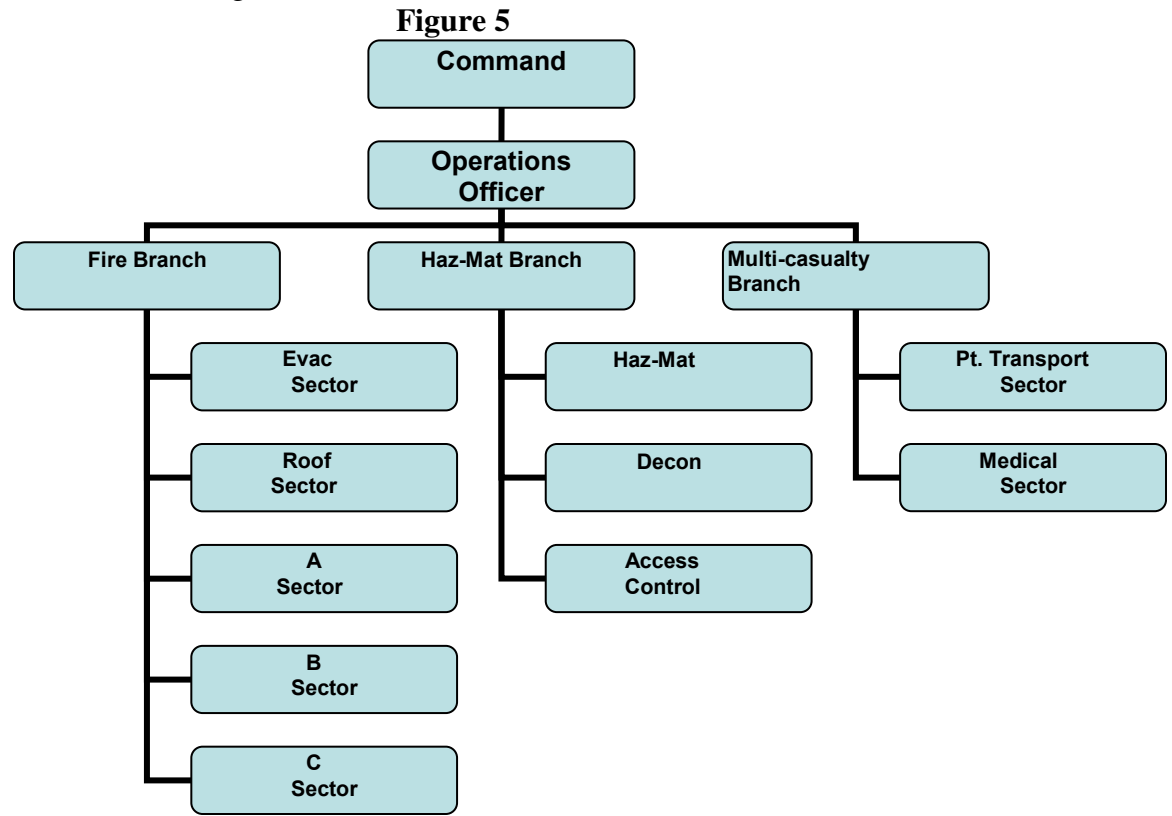 Figure 5
Command
Operations
Officer
Fire Branch
Haz-Mat Branch
Multi-casualty
Branch
Evac
Sector
Haz-Mat
Pt. Transport
Sector
Roof
Sector
Decon
Medical
Sector
A
Sector
Access
Control
B
Sector
C
Sector